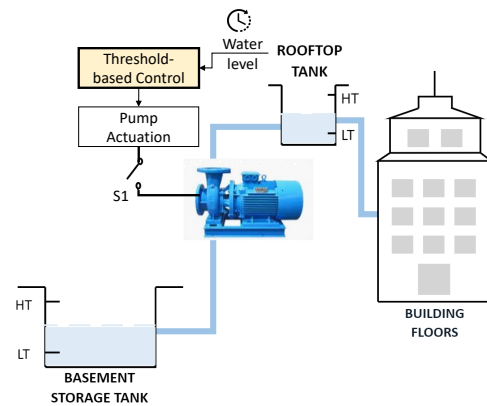 Water
level
Threshold-
based Control
ROOFTOP
TANK
HT
LT
Pump
Actuation
S1
HT
LT
BASEMENT
STORAGE TANK
BUILDING
FLOORS